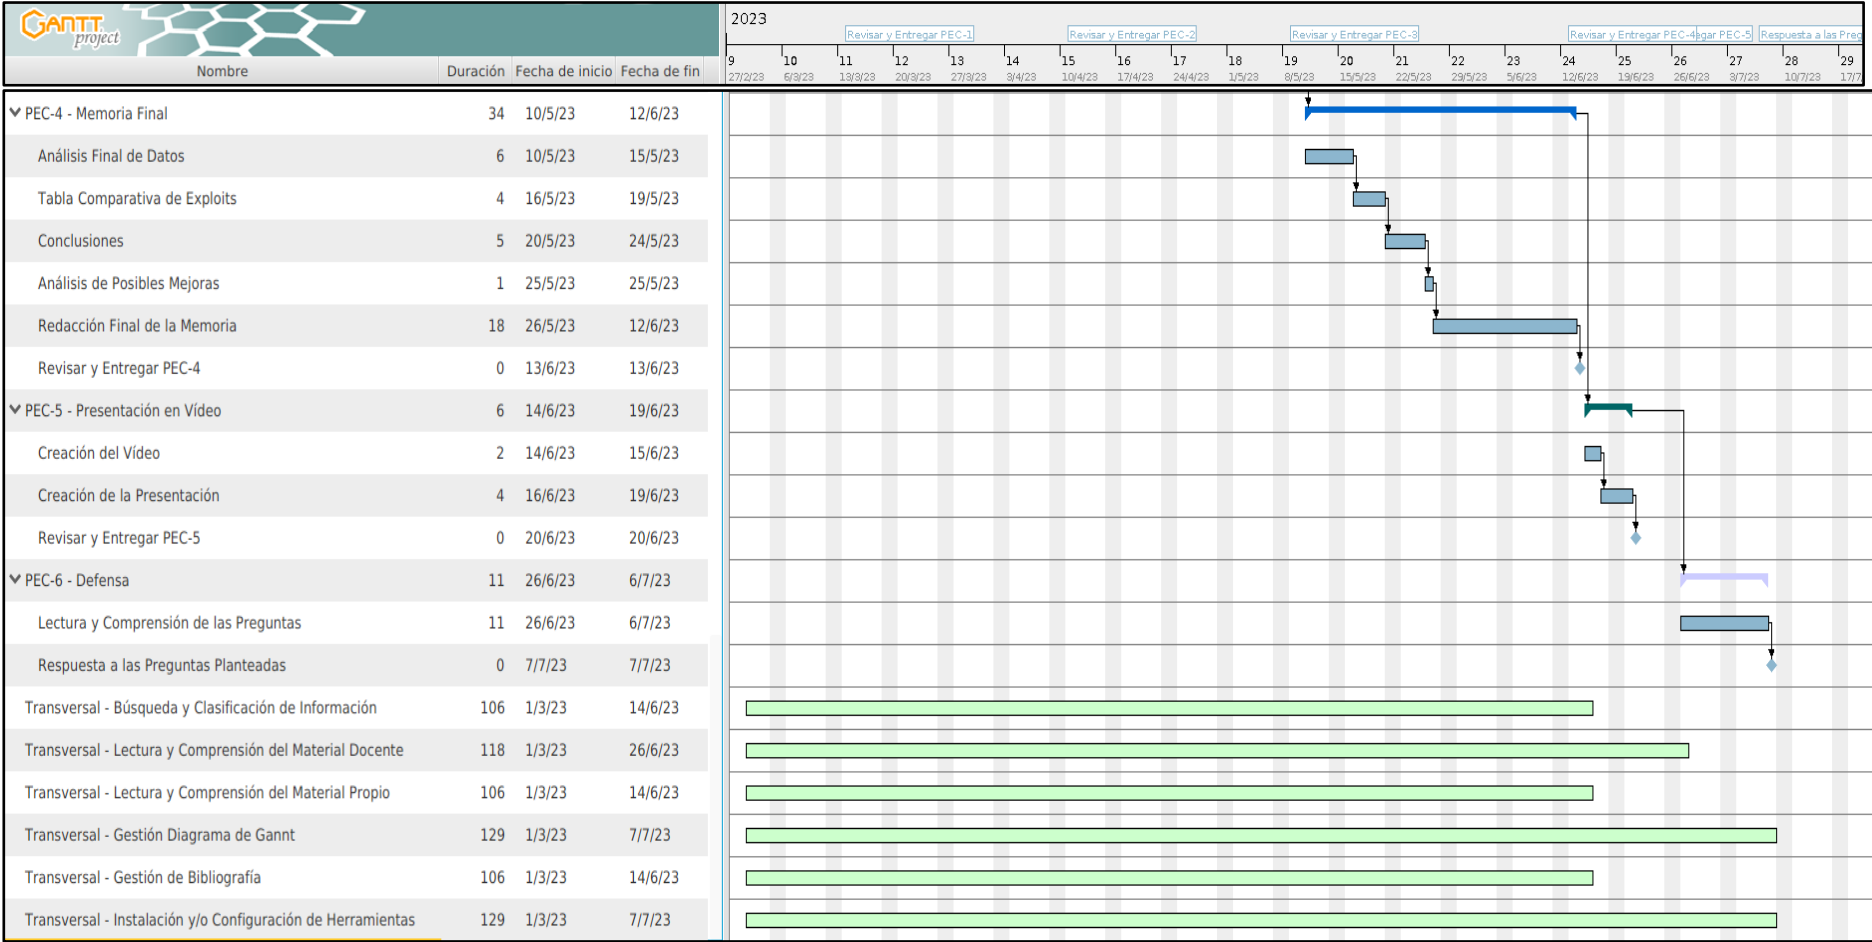 GANTT project
2023
Revisar y Entregar PEC-1 Revisar y Entregar PEC-2 Revisar y Entregar PEC-3 Revisar y Entregar PEC-4 egar PEC-5 Respuesta a las Preg
Nombre Duración Fecha de inicio Fecha de fin
9 10 11 12 13 14 15 16 17 18 19 20 21 22 23 24 25 26 27 28 29
27/2/23 6/3/23 13/3/23 20/3/23 27/3/23 3/4/23 10/4/23 17/4/23 24/4/23 1/5/23 8/5/23 15/5/23 22/5/23 29/5/23 5/6/23 12/6/23 19/6/23 26/6/23 3/7/23 10/7/23 17/7/
PEC-4 - Memoria Final 34 10/5/23 12/6/23
Análisis Final de Datos 6 10/5/23 15/5/23
Tabla Comparativa de Exploits 4 16/5/23 19/5/23
Conclusiones 5 20/5/23 24/5/23
Análisis de Posibles Mejoras 1 25/5/23 25/5/23
Redacción Final de la Memoria 18 26/5/23 12/6/23
Revisar y Entregar PEC-4 0 13/6/23 13/6/23
PEC-5 - Presentación en Vídeo 6 14/6/23 19/6/23
Creación del Vídeo 2 14/6/23 15/6/23
Creación de la Presentación 4 16/6/23 19/6/23
Revisar y Entregar PEC-5 0 20/6/23 20/6/23
PEC-6 - Defensa 11 26/6/23 6/7/23
Lectura y Comprensión de las Preguntas 11 26/6/23 6/7/23
Respuesta a las Preguntas Planteadas 0 7/7/23 7/7/23
Transversal - Búsqueda y Clasificación de Información 106 1/3/23 14/6/23
Transversal - Lectura y Comprensión del Material Docente 118 1/3/23 26/6/23
Transversal - Lectura y Comprensión del Material Propio 106 1/3/23 14/6/23
Transversal - Gestión Diagrama de Gannt 129 1/3/23 7/7/23
Transversal - Gestión de Bibliografía 106 1/3/23 14/6/23
Transversal - Instalación y/o Configuración de Herramientas 129 1/3/23 7/7/23